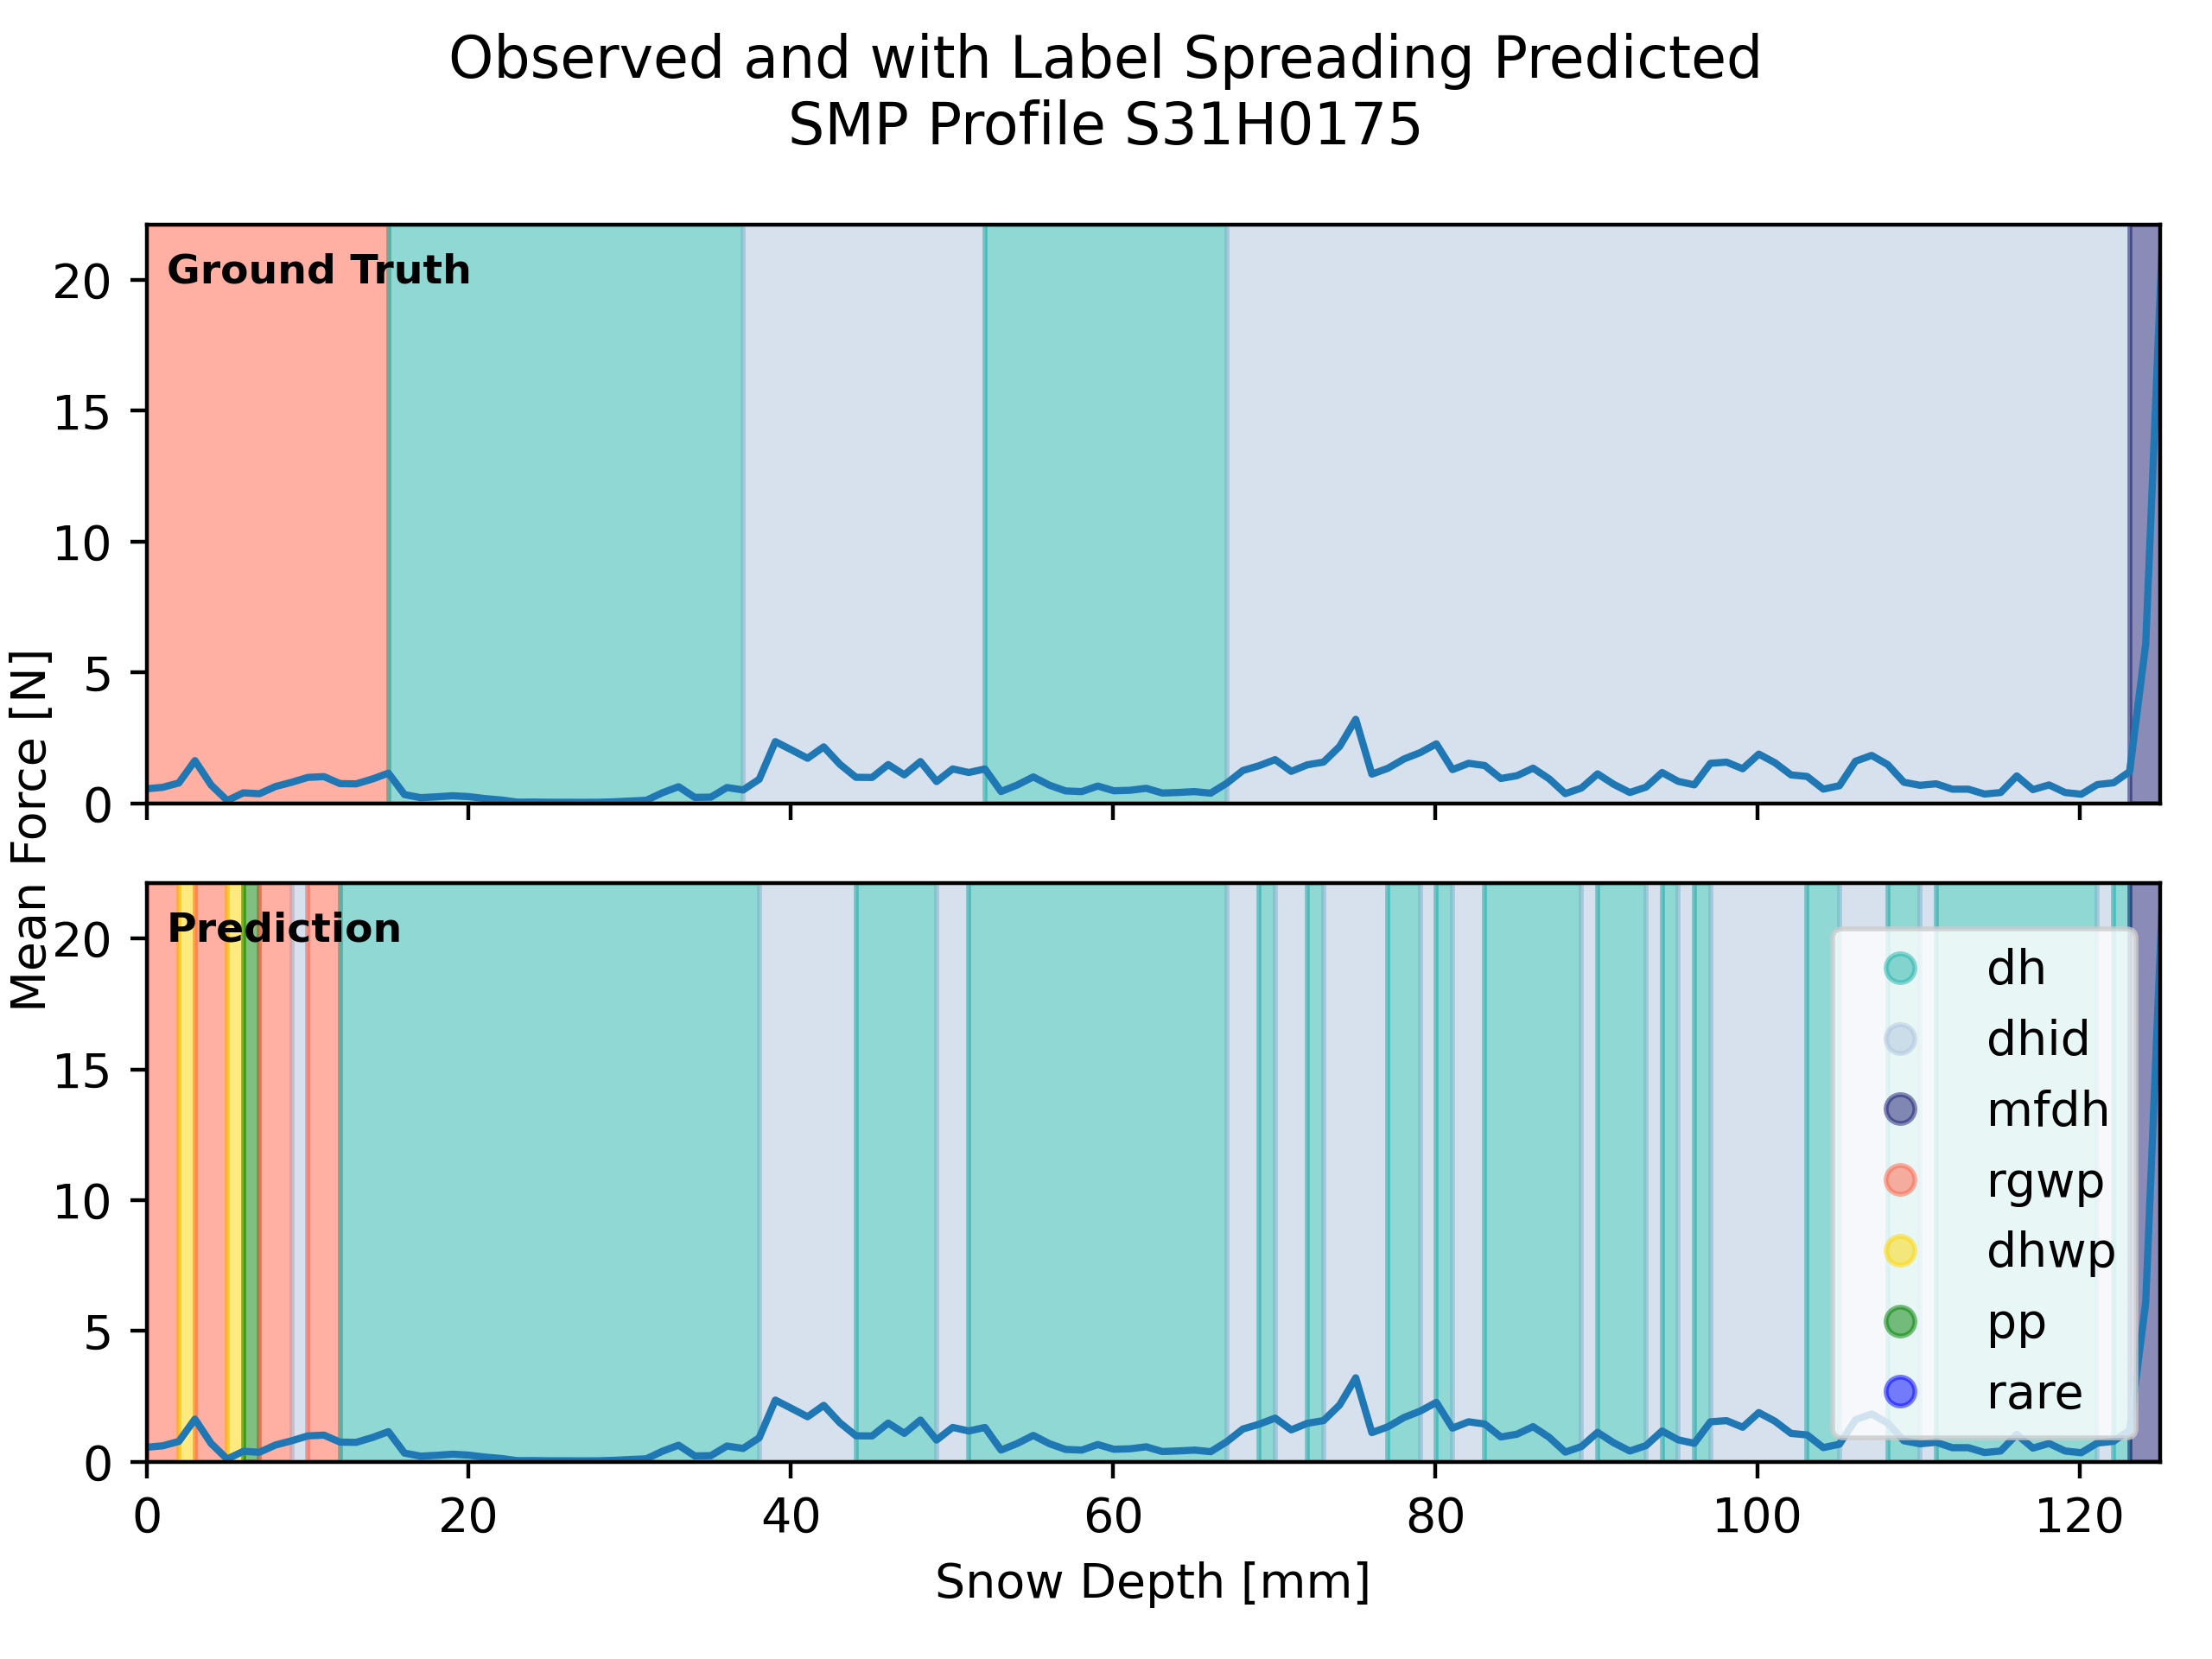 Observed and with Label Spreading Predicted
SMP Profile S31H0175
Ground Truth
20
15
10
5
0
Mean Force [N]
Prediction
20
15
10
5
0
dh
dhid
mfdh
rgwp
dhwp
pp
rare
0 20 40 60 80 100 120
Snow Depth [mm]